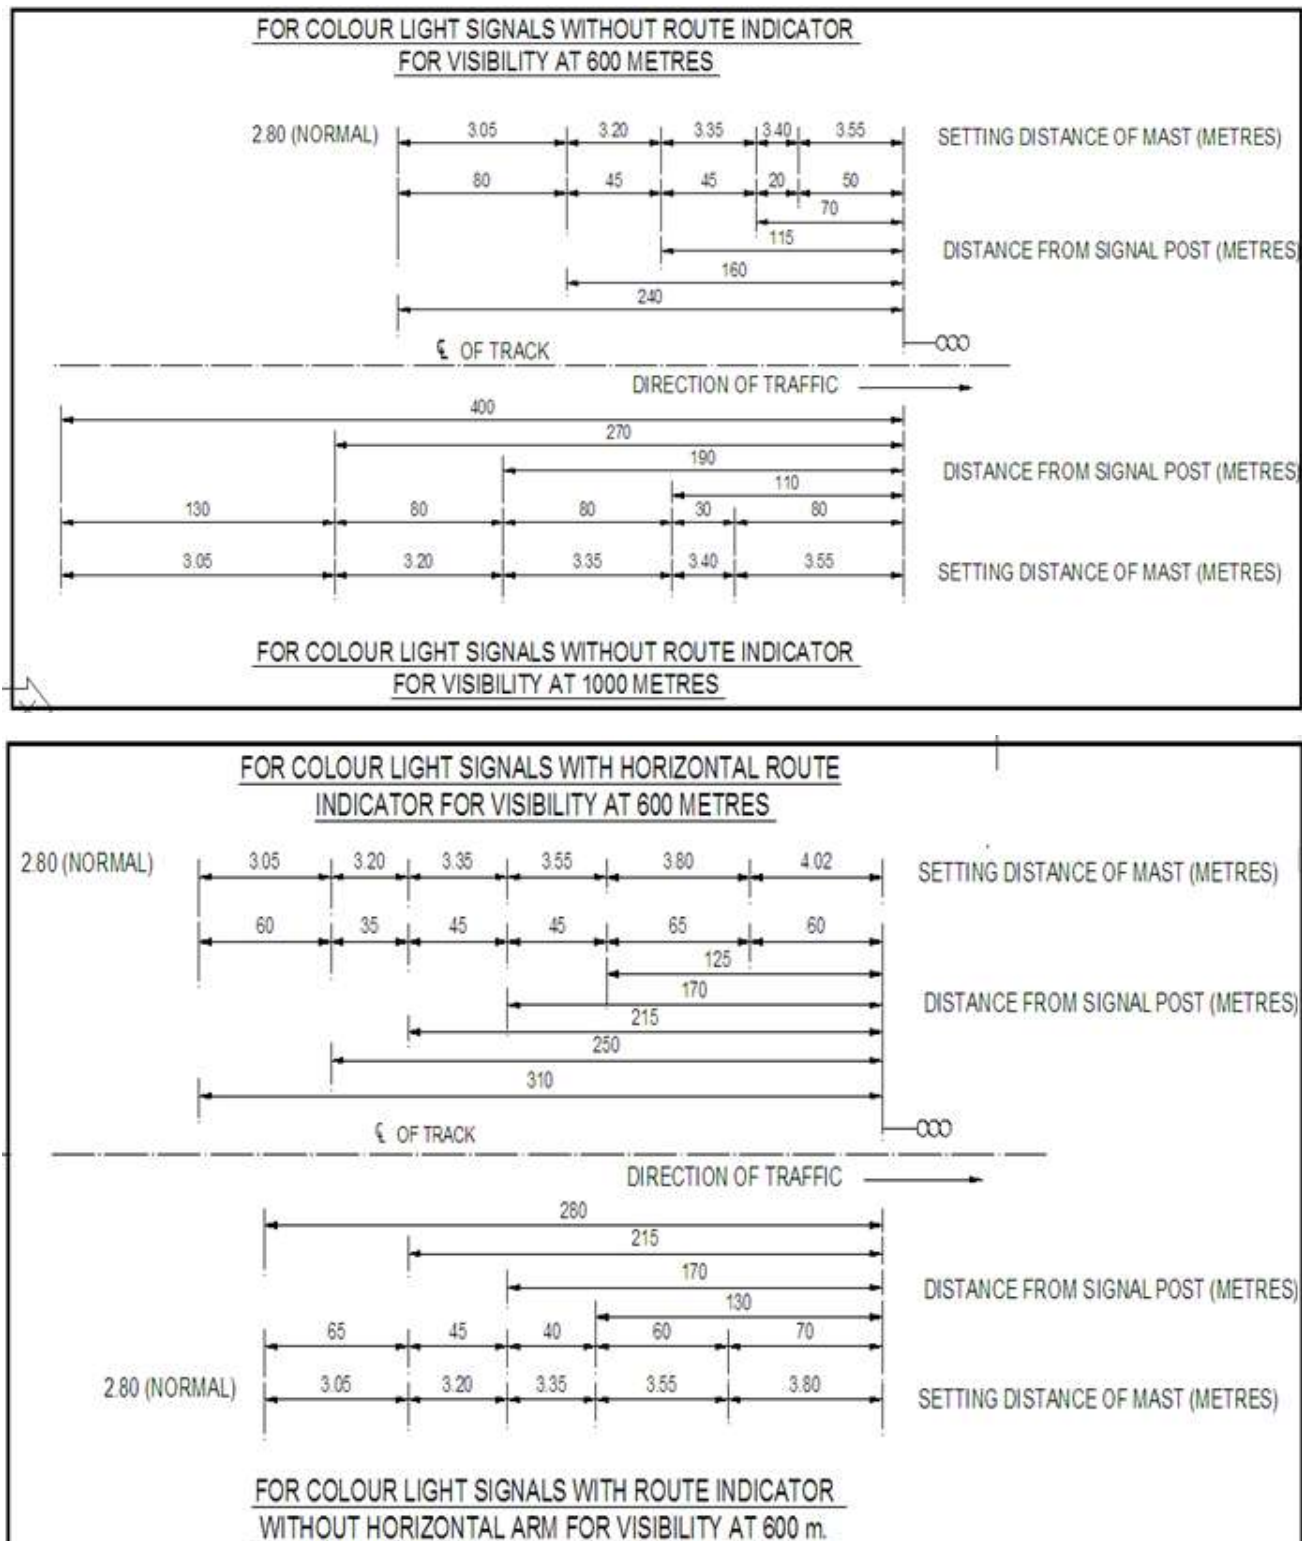 FOR COLOUR LIGHT SIGNALS WITHOUT ROUTE INDICATOR
FOR VISIBILITY AT 600 METRES
2.80 (NORMAL) 3.05 3.20 3.35 3.40 3.55 SETTING DISTANCE OF MAST (METRES)
80 45 45 20 50
70
115 DISTANCE FROM SIGNAL POST (METRES)
160
240
℄ OF TRACK
DIRECTION OF TRAFFIC
400
270
190 DISTANCE FROM SIGNAL POST (METRES)
110
130 80 80 30 80
3.05 3.20 3.35 3.40 3.55 SETTING DISTANCE OF MAST (METRES)
FOR COLOUR LIGHT SIGNALS WITHOUT ROUTE INDICATOR
FOR VISIBILITY AT 1000 METRES
FOR COLOUR LIGHT SIGNALS WITH HORIZONTAL ROUTE
INDICATOR FOR VISIBILITY AT 600 METRES
2.80 (NORMAL) 3.05 3.20 3.35 3.55 3.80 4.02 SETTING DISTANCE OF MAST (METRES)
60 35 45 45 65 60
125
170 DISTANCE FROM SIGNAL POST (METRES)
215
250
310
℄ OF TRACK
DIRECTION OF TRAFFIC
280
215
170 DISTANCE FROM SIGNAL POST (METRES)
130
65 45 40 60 70
2.80 (NORMAL) 3.05 3.20 3.35 3.55 3.80 SETTING DISTANCE OF MAST (METRES)
FOR COLOUR LIGHT SIGNALS WITH ROUTE INDICATOR
WITHOUT HORIZONTAL ARM FOR VISIBILITY AT 600 m.